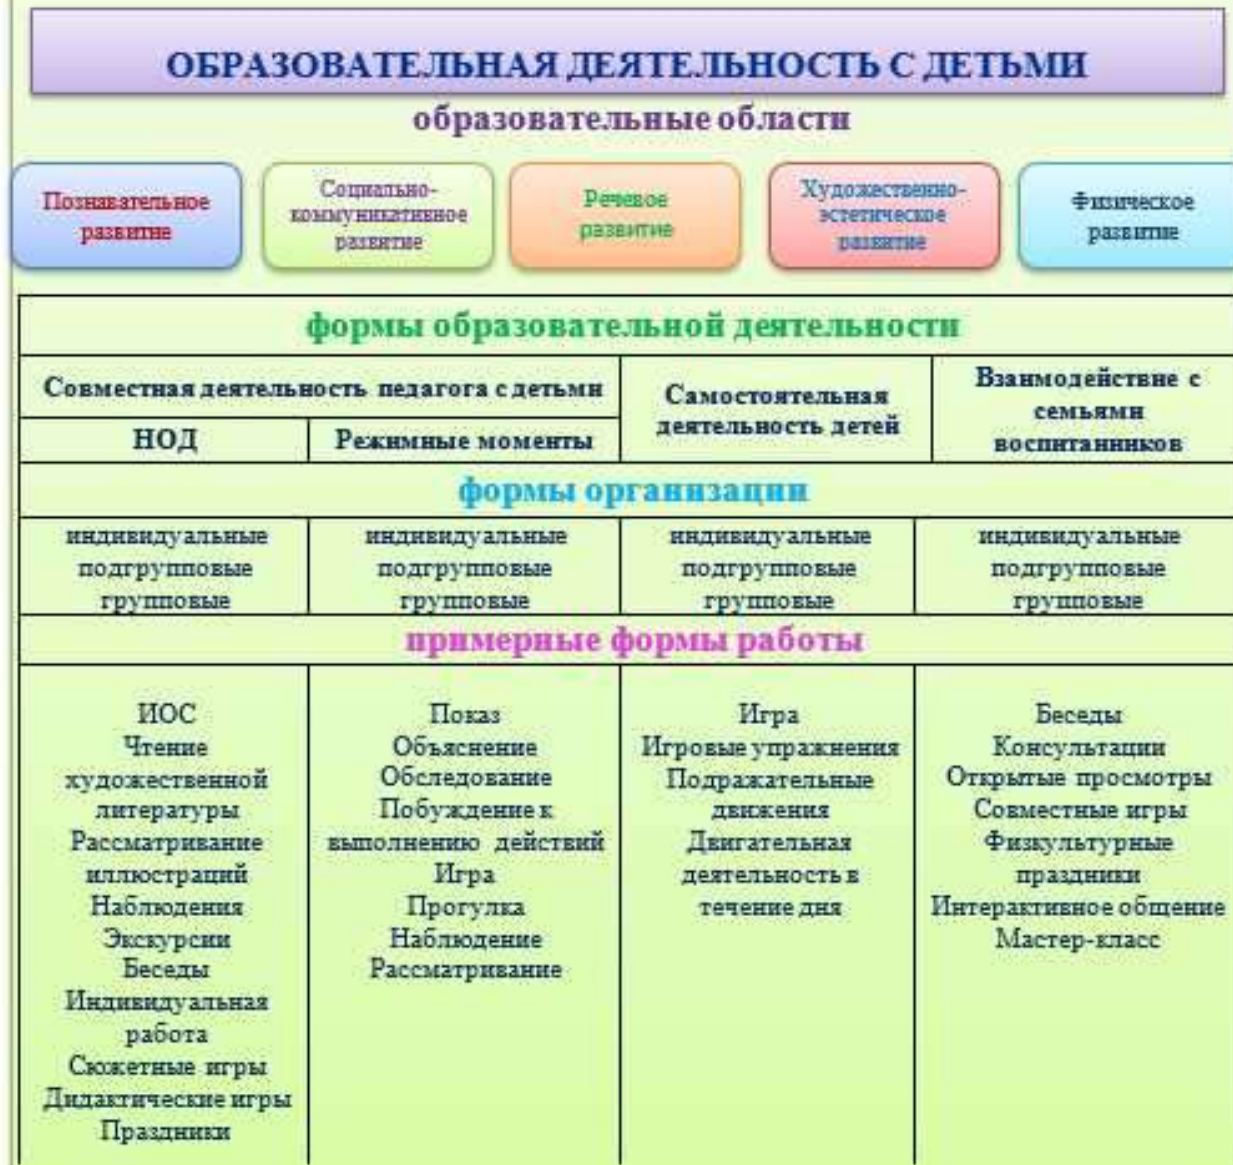 ОБРАЗОВАТЕЛЬНАЯ ДЕЯТЕЛЬНОСТЬ С ДЕТЬМИ
образовательные области
Познавательное
развитие
Социально-
коммуникативное
развитие
Речевое
развитие
Художественно-
эстетическое
развитие
Физическое
развитие
формы образовательной деятельности
Совместная деятельность педагога с детьми
НОД
Режимные моменты
Самостоятельная
деятельность детей
Взаимодействие с
семьями
воспитанников
формы организации
индивидуальные
подгрупповые
групповые
индивидуальные
подгрупповые
групповые
индивидуальные
подгрупповые
групповые
индивидуальные
подгрупповые
групповые
примерные формы работы
ИОС
Чтение
художественной
литературы
Рассматривание
иллюстраций
Наблюдения
Экскурсии
Беседы
Индивидуальная
работа
Сюжетные игры
Дидактические игры
Праздники
Показ
Объяснение
Обследование
Побуждение к
выполнению действий
Игра
Прогулка
Наблюдение
Рассматривание
Игра
Игровые упражнения
Подражательные
движения
Двигательная
деятельность в
течение дня
Беседы
Консультации
Открытые просмотры
Совместные игры
Физкультурные
праздники
Интерактивное общение
Мастер-класс